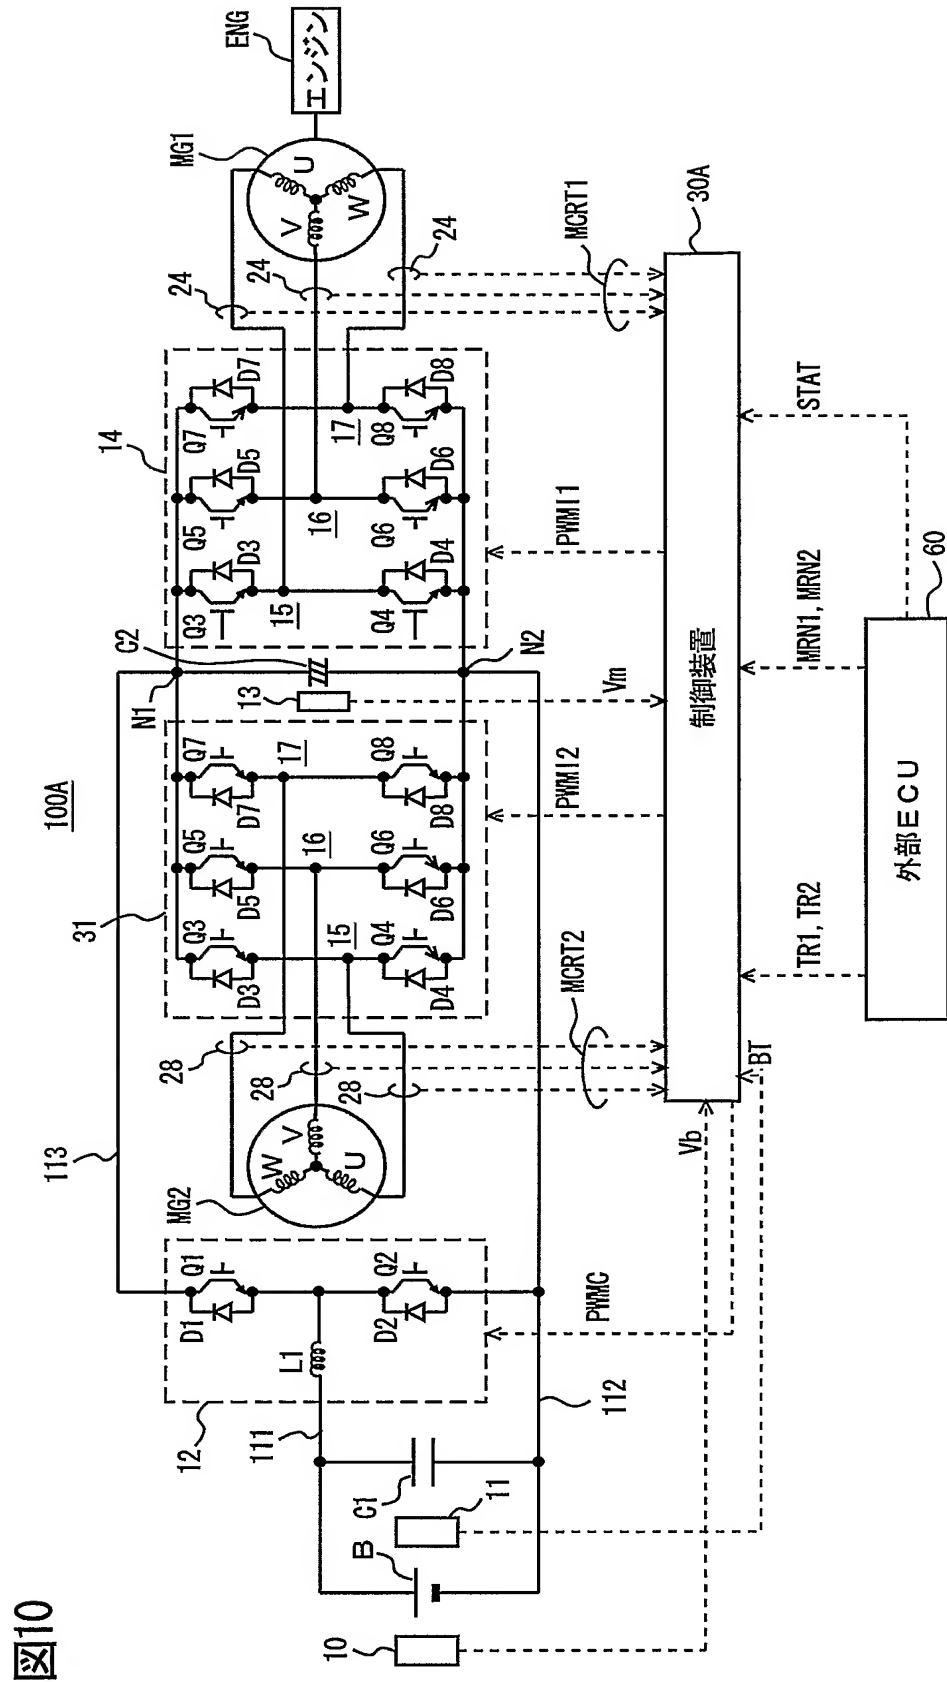 図10
100A
113
N1
C2
31
14
12
111
112
10
B
11
C1
L1
D1
Q1
D2
Q2
MG2
W
V
U
28
28
28
D3
Q3
D5
Q5
D7
Q7
15
16
17
D4
Q4
D6
Q6
D8
Q8
13
N2
Q3
D3
Q5
D5
Q7
D7
15
16
17
Q4
D4
Q6
D6
Q8
D8
24
24
24
MG1
U
V
W
ENG
エンジン
PWMC
MCRT2
PWMI2
Vm
PWMI1
MCRT1
Vb
BT
制御装置
30A
TR1, TR2
MRN1, MRN2
STAT
外部ECU
60